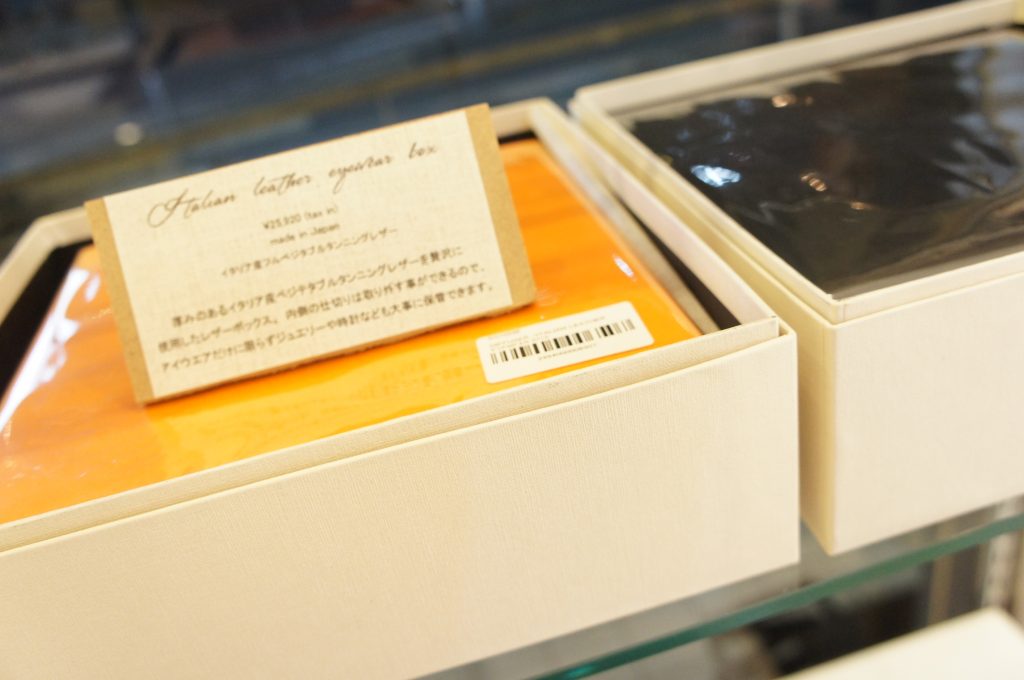 Italian leather eyewear box
¥25,920 (tax in)
made in Japan
イタリア産フルベジタブルタンニングレザー
厚みのあるイタリア産ベジテタブルタンニングレザーを贅沢に
使用したレザーボックス。内側の仕切りは取り外す事ができるので、
アイウエアだけに限らずジュエリーや時計なども大事に保管できます。